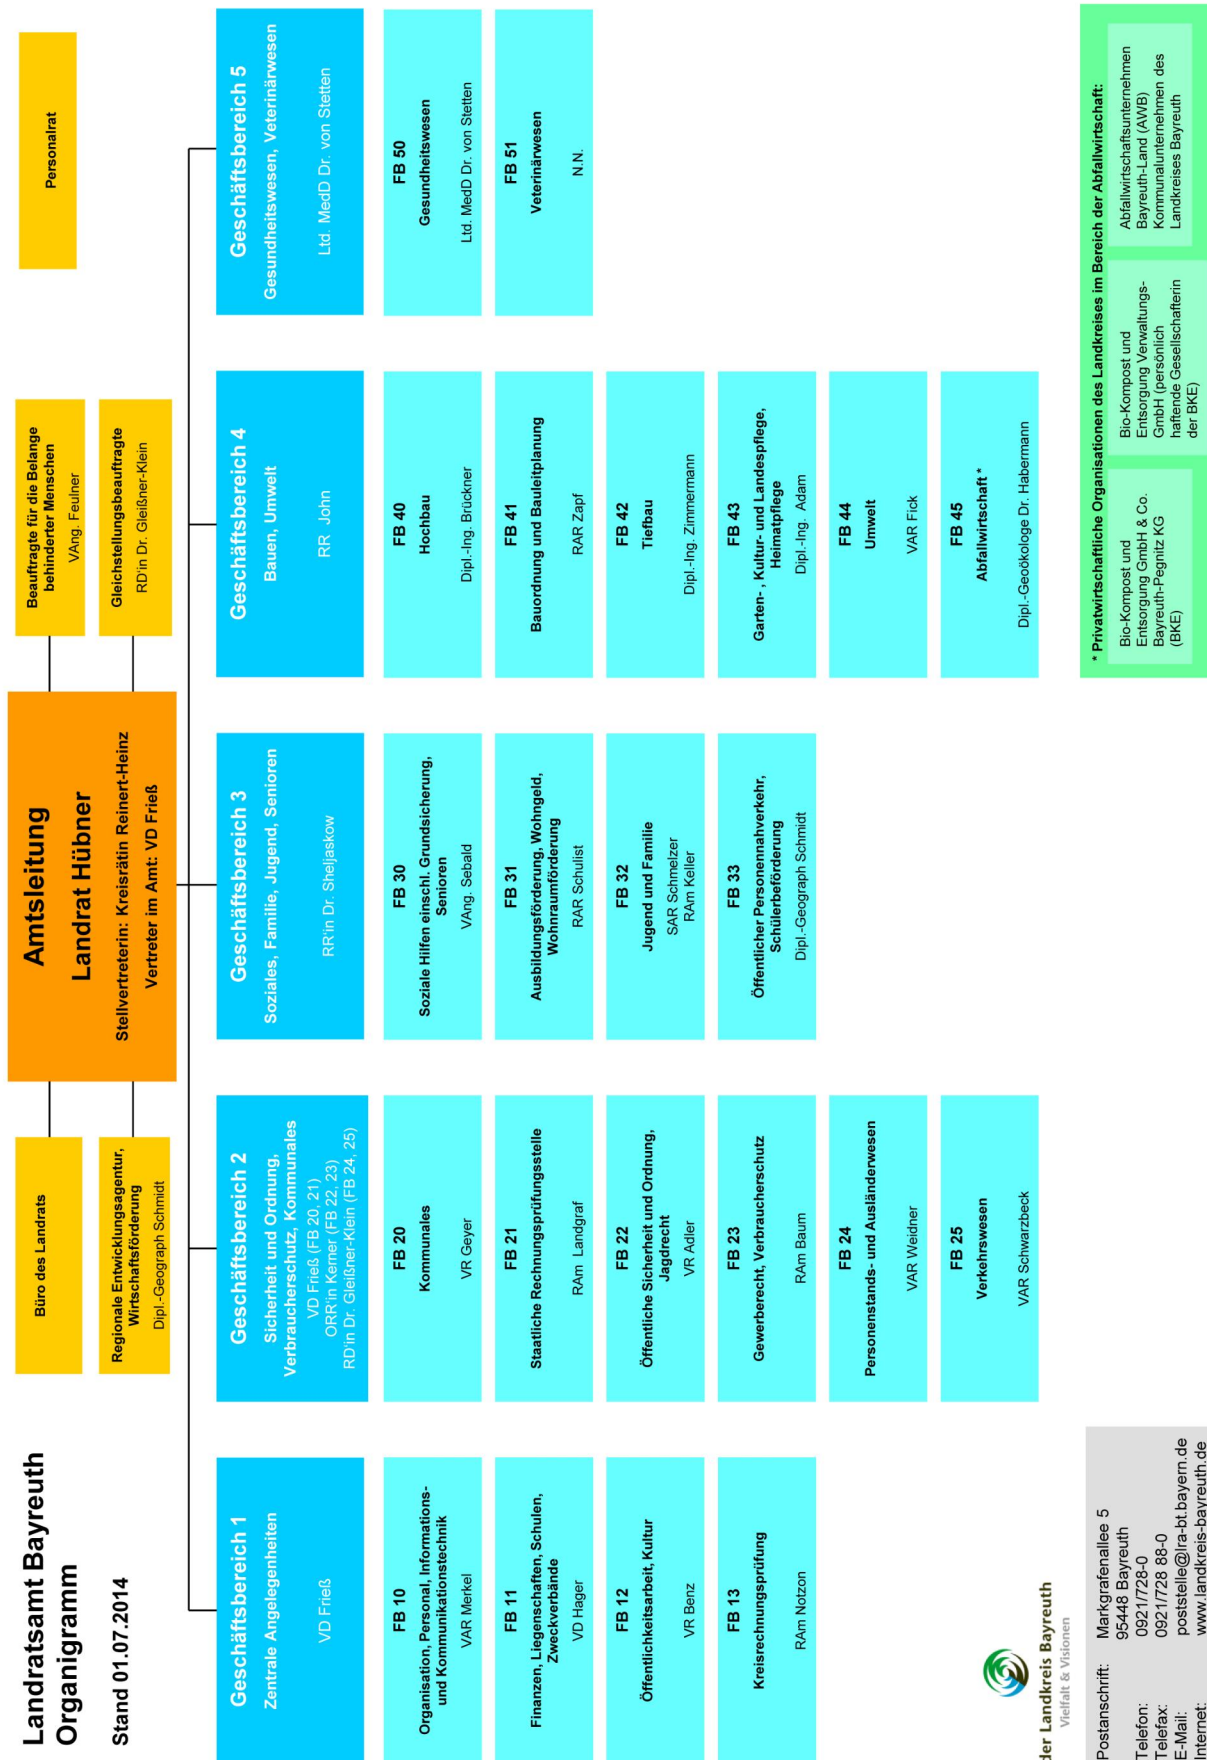 Landratsamt Bayreuth
Organigramm
Stand 01.07.2014
Büro des Landrats
Regionale Entwicklungsagentur,
Wirtschaftsförderung
Dipl.-Geograph Schmidt
Amtsleitung
Landrat Hübner
Stellvertreterin: Kreisrätin Reinert-Heinz
Vertreter im Amt: VD Frieß
Beauftragte für die Belange
behinderter Menschen
VAng. Feulner
Gleichstellungsbeauftragte
RD'in Dr. Gleißner-Klein
Personalrat
Geschäftsbereich 1
Zentrale Angelegenheiten
VD Frieß
FB 10
Organisation, Personal, Informations-
und Kommunikationstechnik
VAR Merkel
FB 11
Finanzen, Liegenschaften, Schulen,
Zweckverbände
VD Hager
FB 12
Öffentlichkeitsarbeit, Kultur
VR Benz
FB 13
Kreisrechnungsprüfung
RAm Notzon
Geschäftsbereich 2
Sicherheit und Ordnung,
Verbraucherschutz, Kommunales
VD Frieß (FB 20, 21)
ORR'in Kerner (FB 22, 23)
RD'in Dr. Gleißner-Klein (FB 24, 25)
FB 20
Kommunales
VR Geyer
FB 21
Staatliche Rechnungsprüfungsstelle
RAm Landgraf
FB 22
Öffentliche Sicherheit und Ordnung,
Jagdrecht
VR Adler
FB 23
Gewerberecht, Verbraucherschutz
RAm Baum
FB 24
Personenstands- und Ausländerwesen
VAR Weidner
FB 25
Verkehrswesen
VAR Schwarzbeck
Geschäftsbereich 3
Soziales, Familie, Jugend, Senioren
RR'in Dr. Sheljaskow
FB 30
Soziale Hilfen einschl. Grundsicherung,
Senioren
VAng. Sebald
FB 31
Ausbildungsförderung, Wohngeld,
Wohnraumförderung
RAR Schulist
FB 32
Jugend und Familie
SAR Schmelzer
RAm Keller
FB 33
Öffentlicher Personennahverkehr,
Schülerbeförderung
Dipl.-Geograph Schmidt
Geschäftsbereich 4
Bauen, Umwelt
RR John
FB 40
Hochbau
Dipl.-Ing. Brückner
FB 41
Bauordnung und Bauleitplanung
RAR Zapf
FB 42
Tiefbau
Dipl.-Ing. Zimmermann
FB 43
Garten- , Kultur- und Landespflege,
Heimatpflege
Dipl.-Ing. Adam
FB 44
Umwelt
VAR Fick
FB 45
Abfallwirtschaft *
Dipl.-Geoökologe Dr. Habermann
Geschäftsbereich 5
Gesundheitswesen, Veterinärwesen
Ltd. MedD Dr. von Stetten
FB 50
Gesundheitswesen
Ltd. MedD Dr. von Stetten
FB 51
Veterinärwesen
N.N.
der Landkreis Bayreuth
Vielfalt & Visionen
Postanschrift: Markgrafenallee 5
95448 Bayreuth
Telefon: 0921/728-0
Telefax: 0921/728 88-0
E-Mail: poststelle@lra-bt.bayern.de
Internet: www.landkreis-bayreuth.de
* Privatwirtschaftliche Organisationen des Landkreises im Bereich der Abfallwirtschaft:
Bio-Kompost und
Entsorgung GmbH & Co.
Bayreuth-Pegnitz KG
(BKE)
Bio-Kompost und
Entsorgung Verwaltungs-
GmbH (persönlich
haftende Gesellschafterin
der BKE)
Abfallwirtschaftsunternehmen
Bayreuth-Land (AWB)
Kommunalunternehmen des
Landkreises Bayreuth